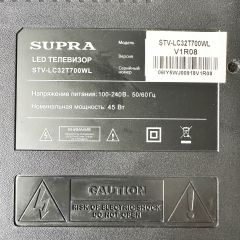 SUPRA
LED ТЕЛЕВИЗОР
STV-LC32T700WL
Модель
STV-LC32T700WL
Версия
V1R08
Серийный номер
Напряжение питания: 100-240В ~ 50/60Гц
Номинальная мощность: 45 Вт
CAUTION
RISK OF ELECTRIC SHOCK
DO NOT OPEN